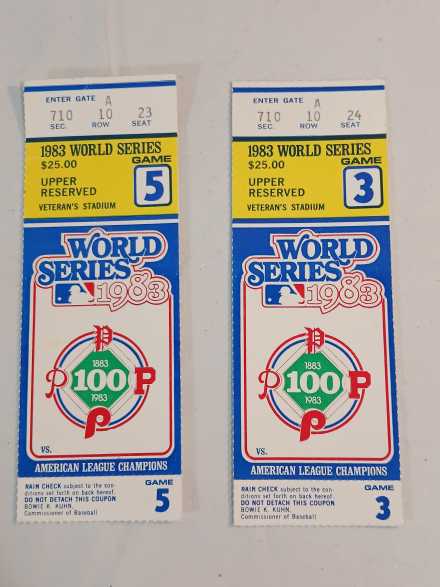 ENTER GATE A
710 10 23
SEC. ROW SEAT
1983 WORLD SERIES
$25.00 GAME
UPPER
RESERVED 5
VETERAN'S STADIUM
WORLD
SERIES
1983
P
1883
P 100 P
1983
P
vs.
AMERICAN LEAGUE CHAMPIONS
RAIN CHECK subject to the con-
ditions set forth on back hereof.
DO NOT DETACH THIS COUPON
BOWIE K. KUHN,
Commissioner of Baseball
GAME
5
ENTER GATE A
710 10 24
SEC. ROW SEAT
1983 WORLD SERIES
$25.00 GAME
UPPER
RESERVED 3
VETERAN'S STADIUM
WORLD
SERIES
1983
P
1883
P 100 P
1983
P
vs.
AMERICAN LEAGUE CHAMPIONS
RAIN CHECK subject to the con-
ditions set forth on back hereof.
DO NOT DETACH THIS COUPON
BOWIE K. KUHN,
Commissioner of Baseball
GAME
3